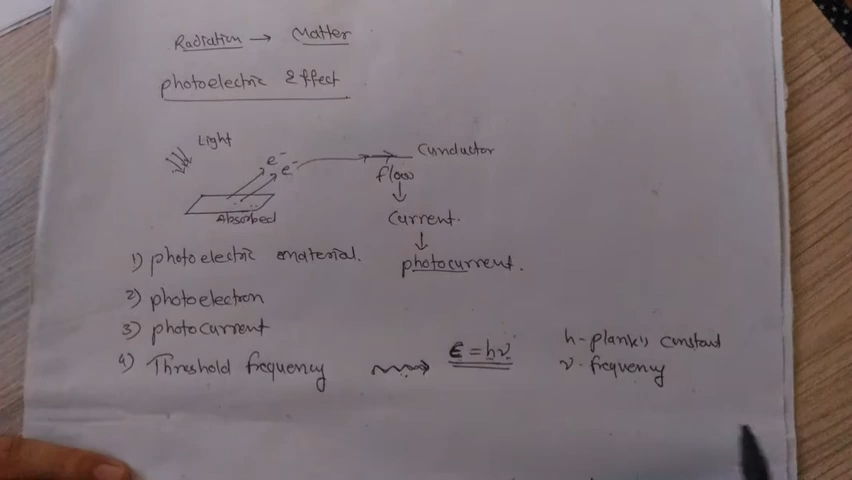 Radiation → Matter
photoelectric Effect
Light
e⁻
e⁻
Conductor
flow
Absorbed
↓
Current.
↓
1) photoelectric material.
photocurrent.
2) photoelectron
3) photocurrent
4) Threshold frequency
E = hν
h - plank's constant
ν - frequency